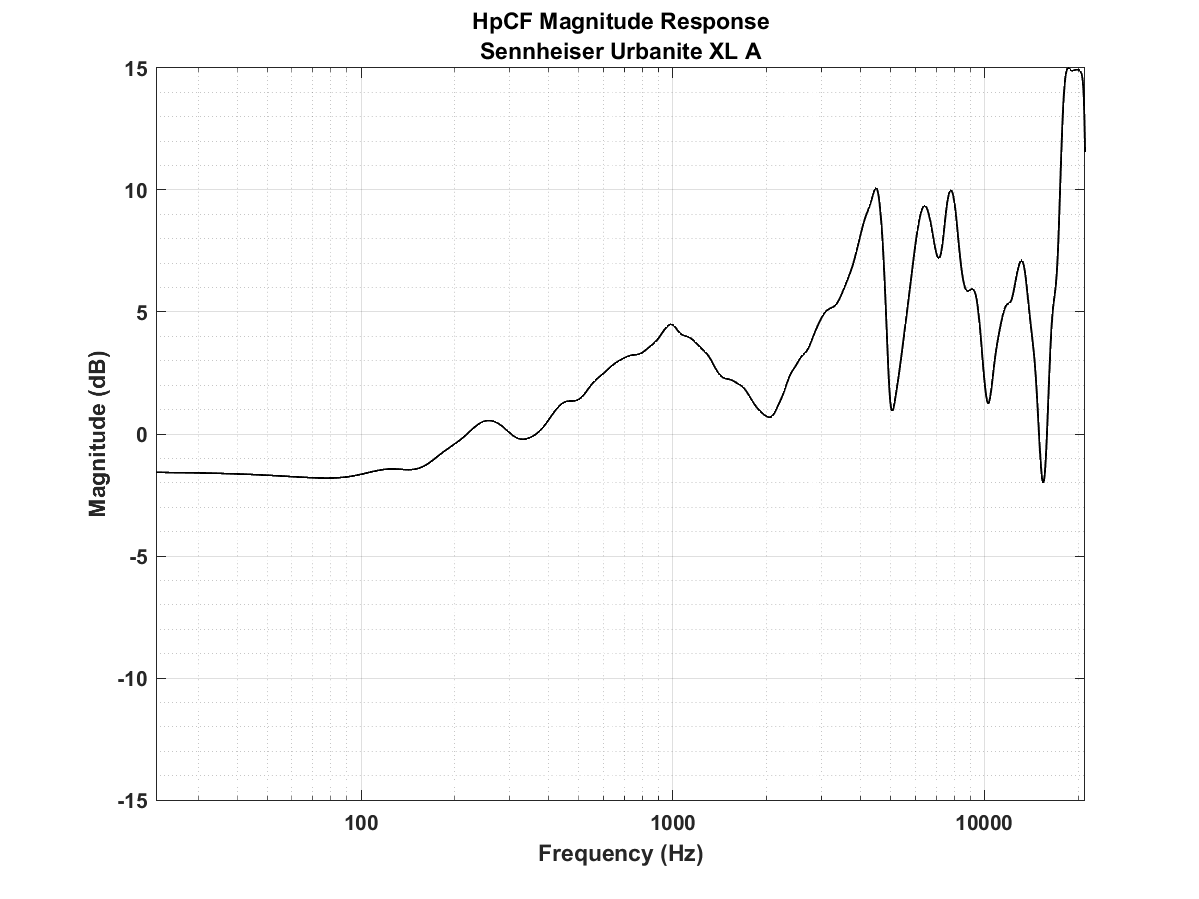 HpCF Magnitude Response
Sennheiser Urbanite XL A
15
10
5
0
-5
-10
-15
Magnitude (dB)
100
1000
10000
Frequency (Hz)